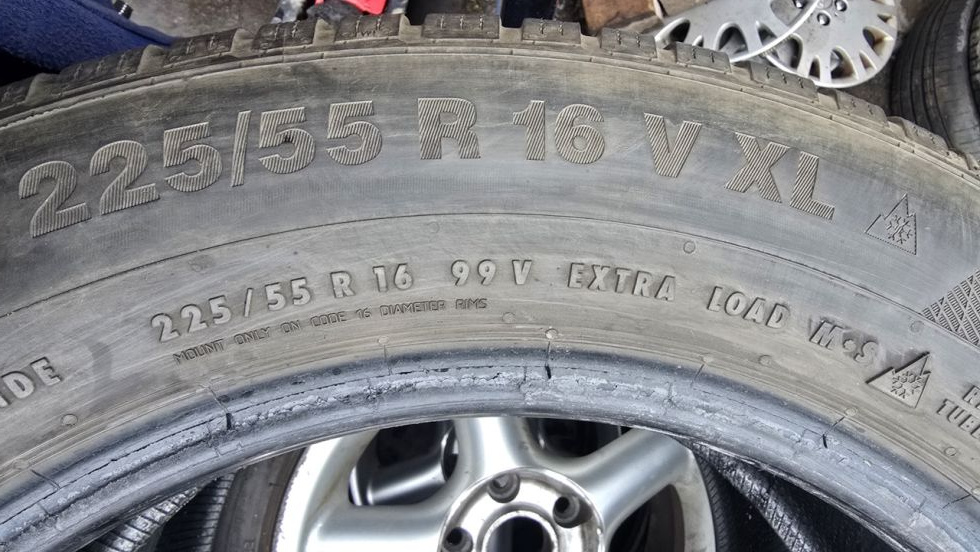 225/55 R 16 V XL
225/55 R 16 99 V EXTRA LOAD M•S
MOUNT ONLY ON CODE 16 DIAMETER RIMS